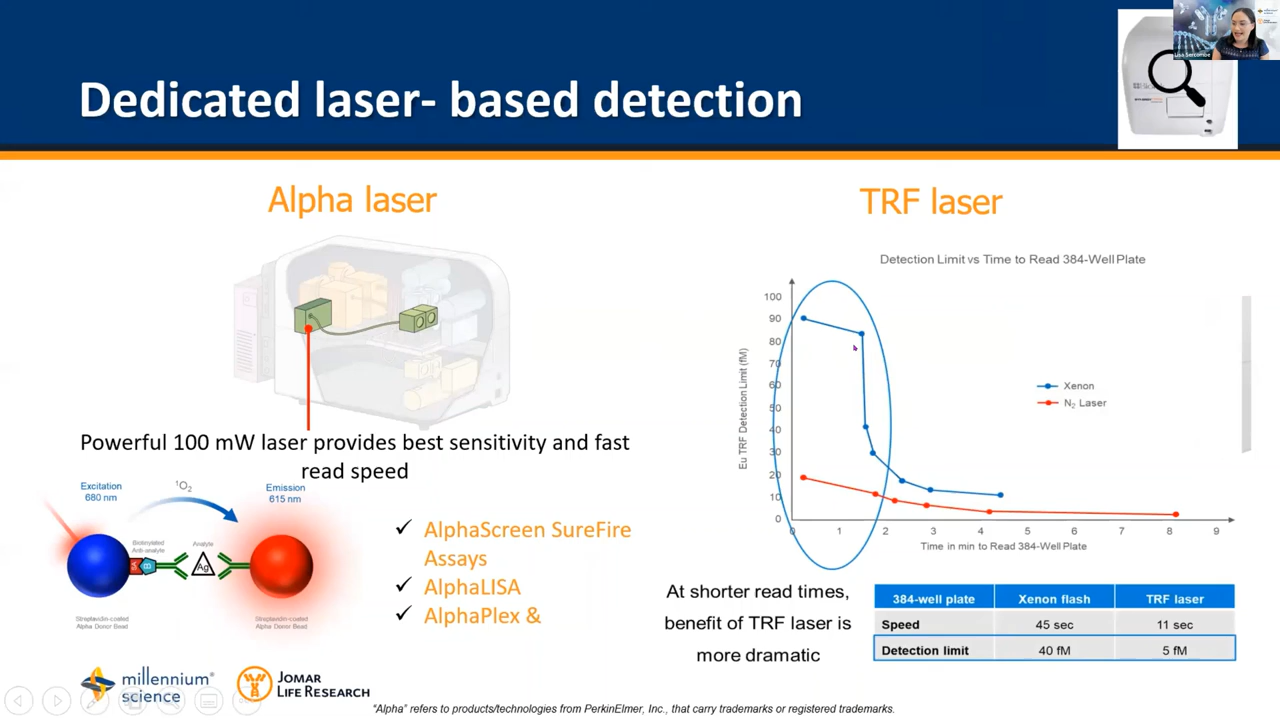 Lisa Sercombe
Dedicated laser- based detection
Alpha laser
Powerful 100 mW laser provides best sensitivity and fast
read speed
Excitation
680 nm
¹O₂
Emission
615 nm
Biotinylated
Anti-analyte
Analyte
SA
B
Ag
Streptavidin-coated
Alpha Donor Bead
Streptavidin-coated
Alpha Donor Bead
✓ AlphaScreen SureFire
Assays
✓ AlphaLISA
✓ AlphaPlex &
TRF laser
Detection Limit vs Time to Read 384-Well Plate
Eu TRF Detection Limit (fM)
100
90
80
70
60
50
40
30
20
10
0
0 1 2 3 4 5 6 7 8 9
Time in min to Read 384-Well Plate
Xenon
N₂ Laser
At shorter read times,
benefit of TRF laser is
more dramatic
384-well plate Xenon flash TRF laser
Speed 45 sec 11 sec
Detection limit 40 fM 5 fM
millennium®
science
JOMAR
LIFE RESEARCH
"Alpha" refers to products/technologies from PerkinElmer, Inc., that carry trademarks or registered trademarks.